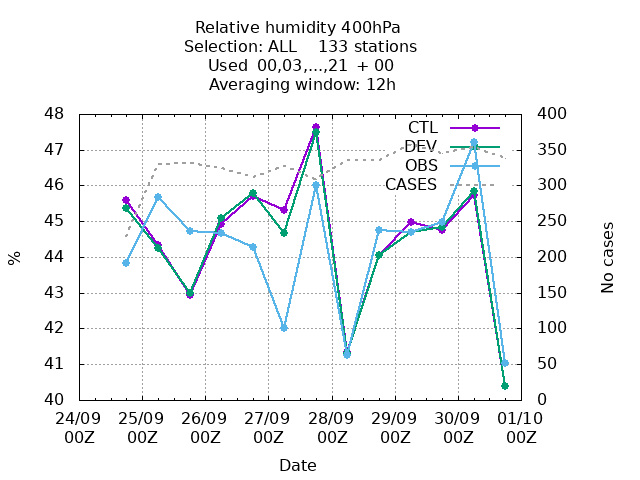 Relative humidity 400hPa
Selection: ALL 133 stations
Used 00,03,...,21 + 00
Averaging window: 12h
48 400
CTL
47 DEV 350
OBS
46 CASES 300
45 250
44 200
43 150
42 100
41 50
40 0
24/09 25/09 26/09 27/09 28/09 29/09 30/09 01/10
00Z 00Z 00Z 00Z 00Z 00Z 00Z 00Z
%
No cases
Date